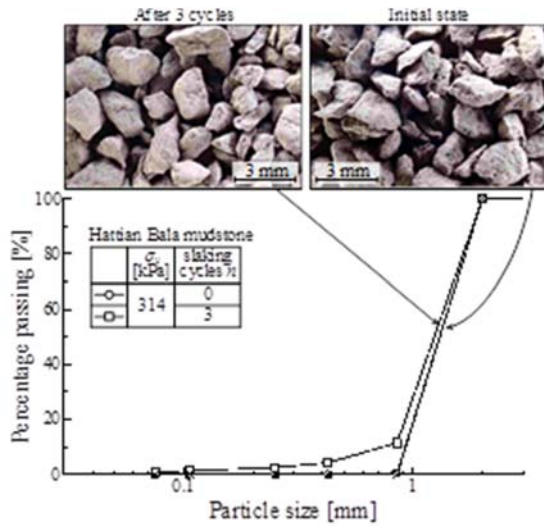 After 3 cycles
Initial state
3 mm
3 mm
Hattian Bala mudstone
[kPa]
slaking
cycles n
314
0
3
Percentage passing [%]
100
80
60
40
20
0
0.1
1
Particle size [mm]